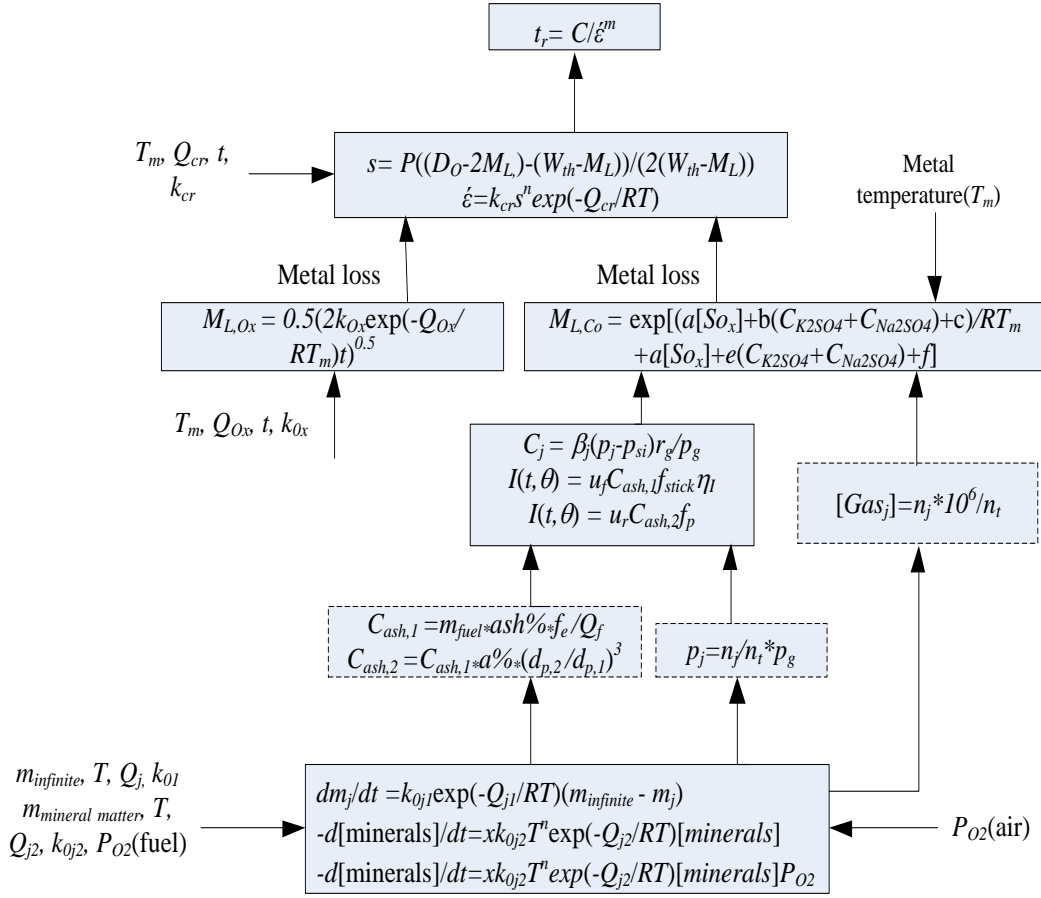 t_r= C/έ^m
T_m, Q_cr, t,
k_cr
s= P((D_O-2M_L,)-(W_th-M_L))/(2(W_th-M_L))
έ=k_cr s^n exp(-Q_cr/RT)
Metal
temperature(T_m)
Metal loss
Metal loss
M_L,Ox = 0.5(2k_Ox exp(-Q_Ox/
RT_m)t)^0.5
M_L,Co = exp[(a[So_x]+b(C_K2SO4+C_Na2SO4)+c)/RT_m
+a[So_x]+e(C_K2SO4+C_Na2SO4)+f]
T_m, Q_Ox, t, k_0x
C_j = β_j(p_j-p_si)r_g/p_g
I(t,θ) = u_f C_ash,1 f_stick η_I
I(t,θ) = u_r C_ash,2 f_p
[Gas_j]=n_j*10^6/n_t
C_ash,1 =m_fuel*ash%*f_e/Q_f
C_ash,2 =C_ash,1*a%*(d_p,2/d_p,1)^3
p_j=n_j/n_t*p_g
m_infinite, T, Q_j, k_01
m_mineral matter, T,
Q_j2, k_0j2, P_O2(fuel)
dm_j/dt =k_0j1 exp(-Q_j1/RT)(m_infinite - m_j)
-d[minerals]/dt=xk_0j2 T^n exp(-Q_j2/RT)[minerals]
-d[minerals]/dt=xk_0j2 T^n exp(-Q_j2/RT)[minerals]P_O2
P_O2(air)